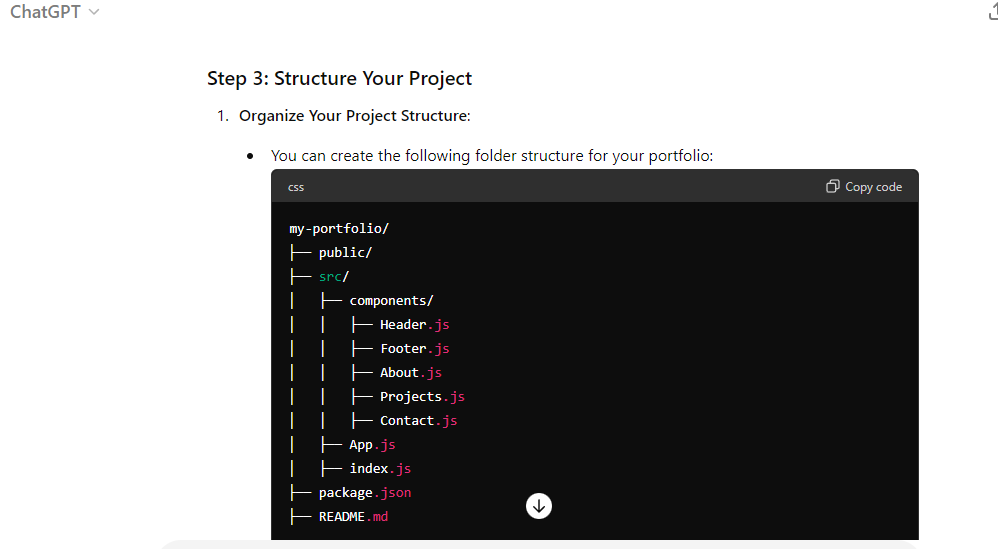 ChatGPT
Step 3: Structure Your Project
1. Organize Your Project Structure:
• You can create the following folder structure for your portfolio:
css Copy code
my-portfolio/
├── public/
├── src/
│   ├── components/
│   │   ├── Header.js
│   │   ├── Footer.js
│   │   ├── About.js
│   │   ├── Projects.js
│   │   ├── Contact.js
│   ├── App.js
│   ├── index.js
├── package.json
├── README.md